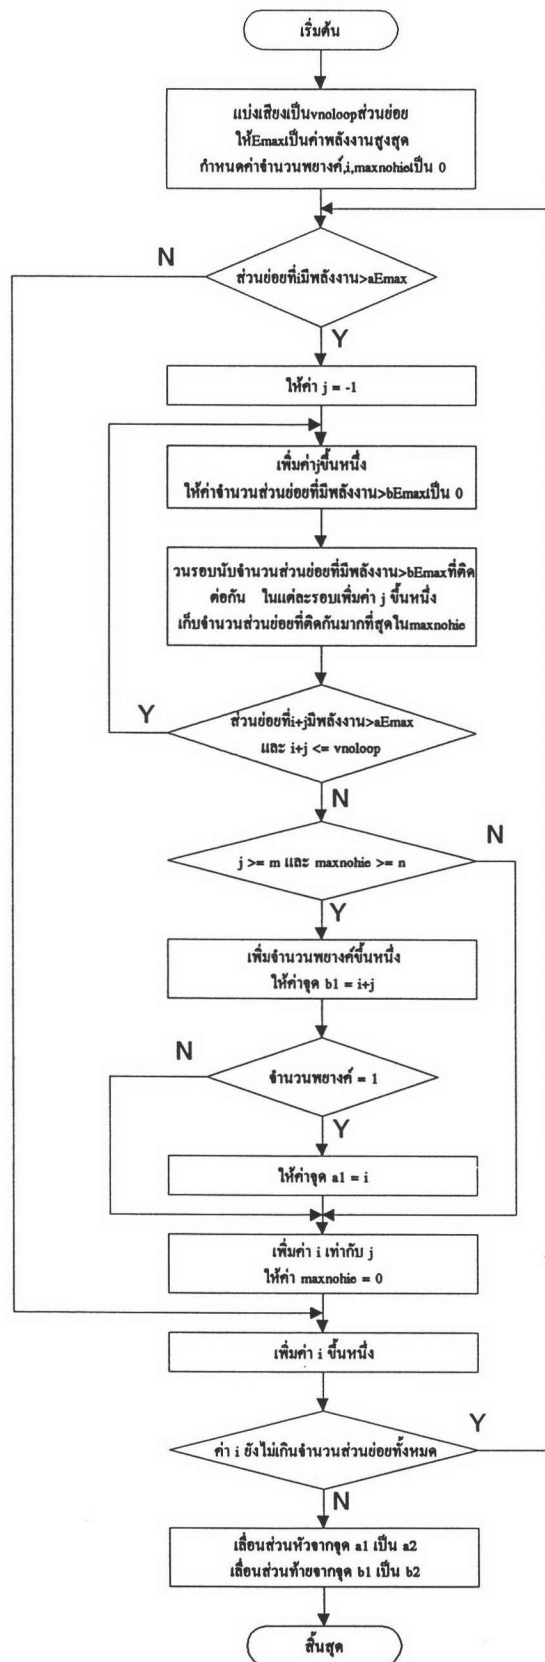 เริ่มต้น
แบ่งเสียงเป็นvnoloopส่วนย่อย
ให้Emaxเป็นค่าพลังงานสูงสุด
กำหนดค่าจำนวนพยางค์,i,maxnohieเป็น 0
N
ส่วนย่อยที่iมีพลังงาน>aEmax
Y
ให้ค่า j = -1
เพิ่มค่าjขึ้นหนึ่ง
ให้ค่าจำนวนส่วนย่อยที่มีพลังงาน>bEmaxเป็น 0
วนรอบนับจำนวนส่วนย่อยที่มีพลังงาน>bEmaxที่ติด
ต่อกัน ในแต่ละรอบเพิ่มค่า j ขึ้นหนึ่ง
เก็บจำนวนส่วนย่อยที่ติดกันมากที่สุดในmaxnohie
Y
ส่วนย่อยที่i+jมีพลังงาน>aEmax
และ i+j <= vnoloop
N
N
j >= m และ maxnohie >= n
Y
เพิ่มจำนวนพยางค์ขึ้นหนึ่ง
ให้ค่าจุด b1 = i+j
N
จำนวนพยางค์ = 1
Y
ให้ค่าจุด a1 = i
เพิ่มค่า i เท่ากับ j
ให้ค่า maxnohie = 0
เพิ่มค่า i ขึ้นหนึ่ง
Y
ค่า i ยังไม่เกินจำนวนส่วนย่อยทั้งหมด
N
เลื่อนส่วนหัวจากจุด a1 เป็น a2
เลื่อนส่วนท้ายจากจุด b1 เป็น b2
สิ้นสุด